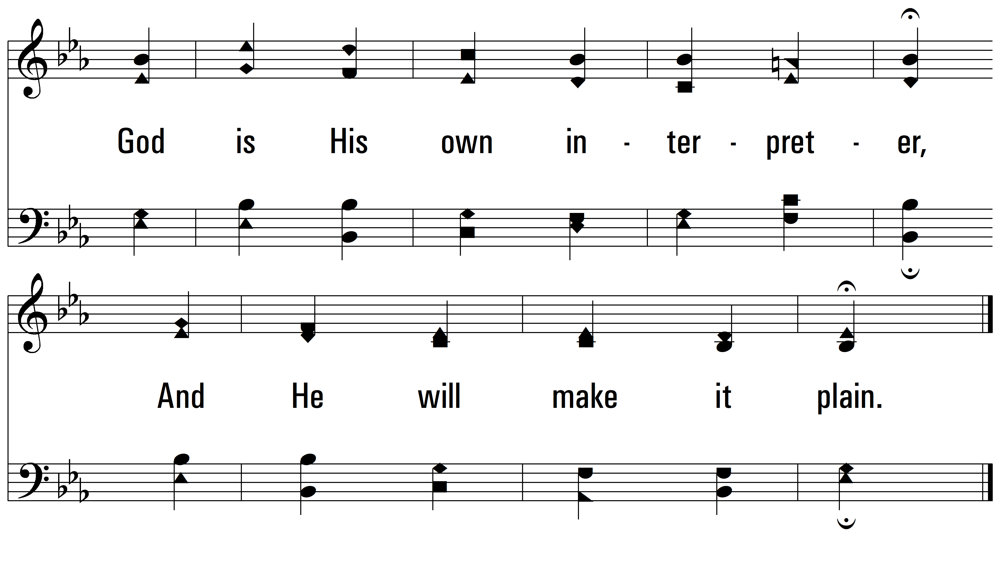 God is His own in - ter - pret - er,
And He will make it plain.